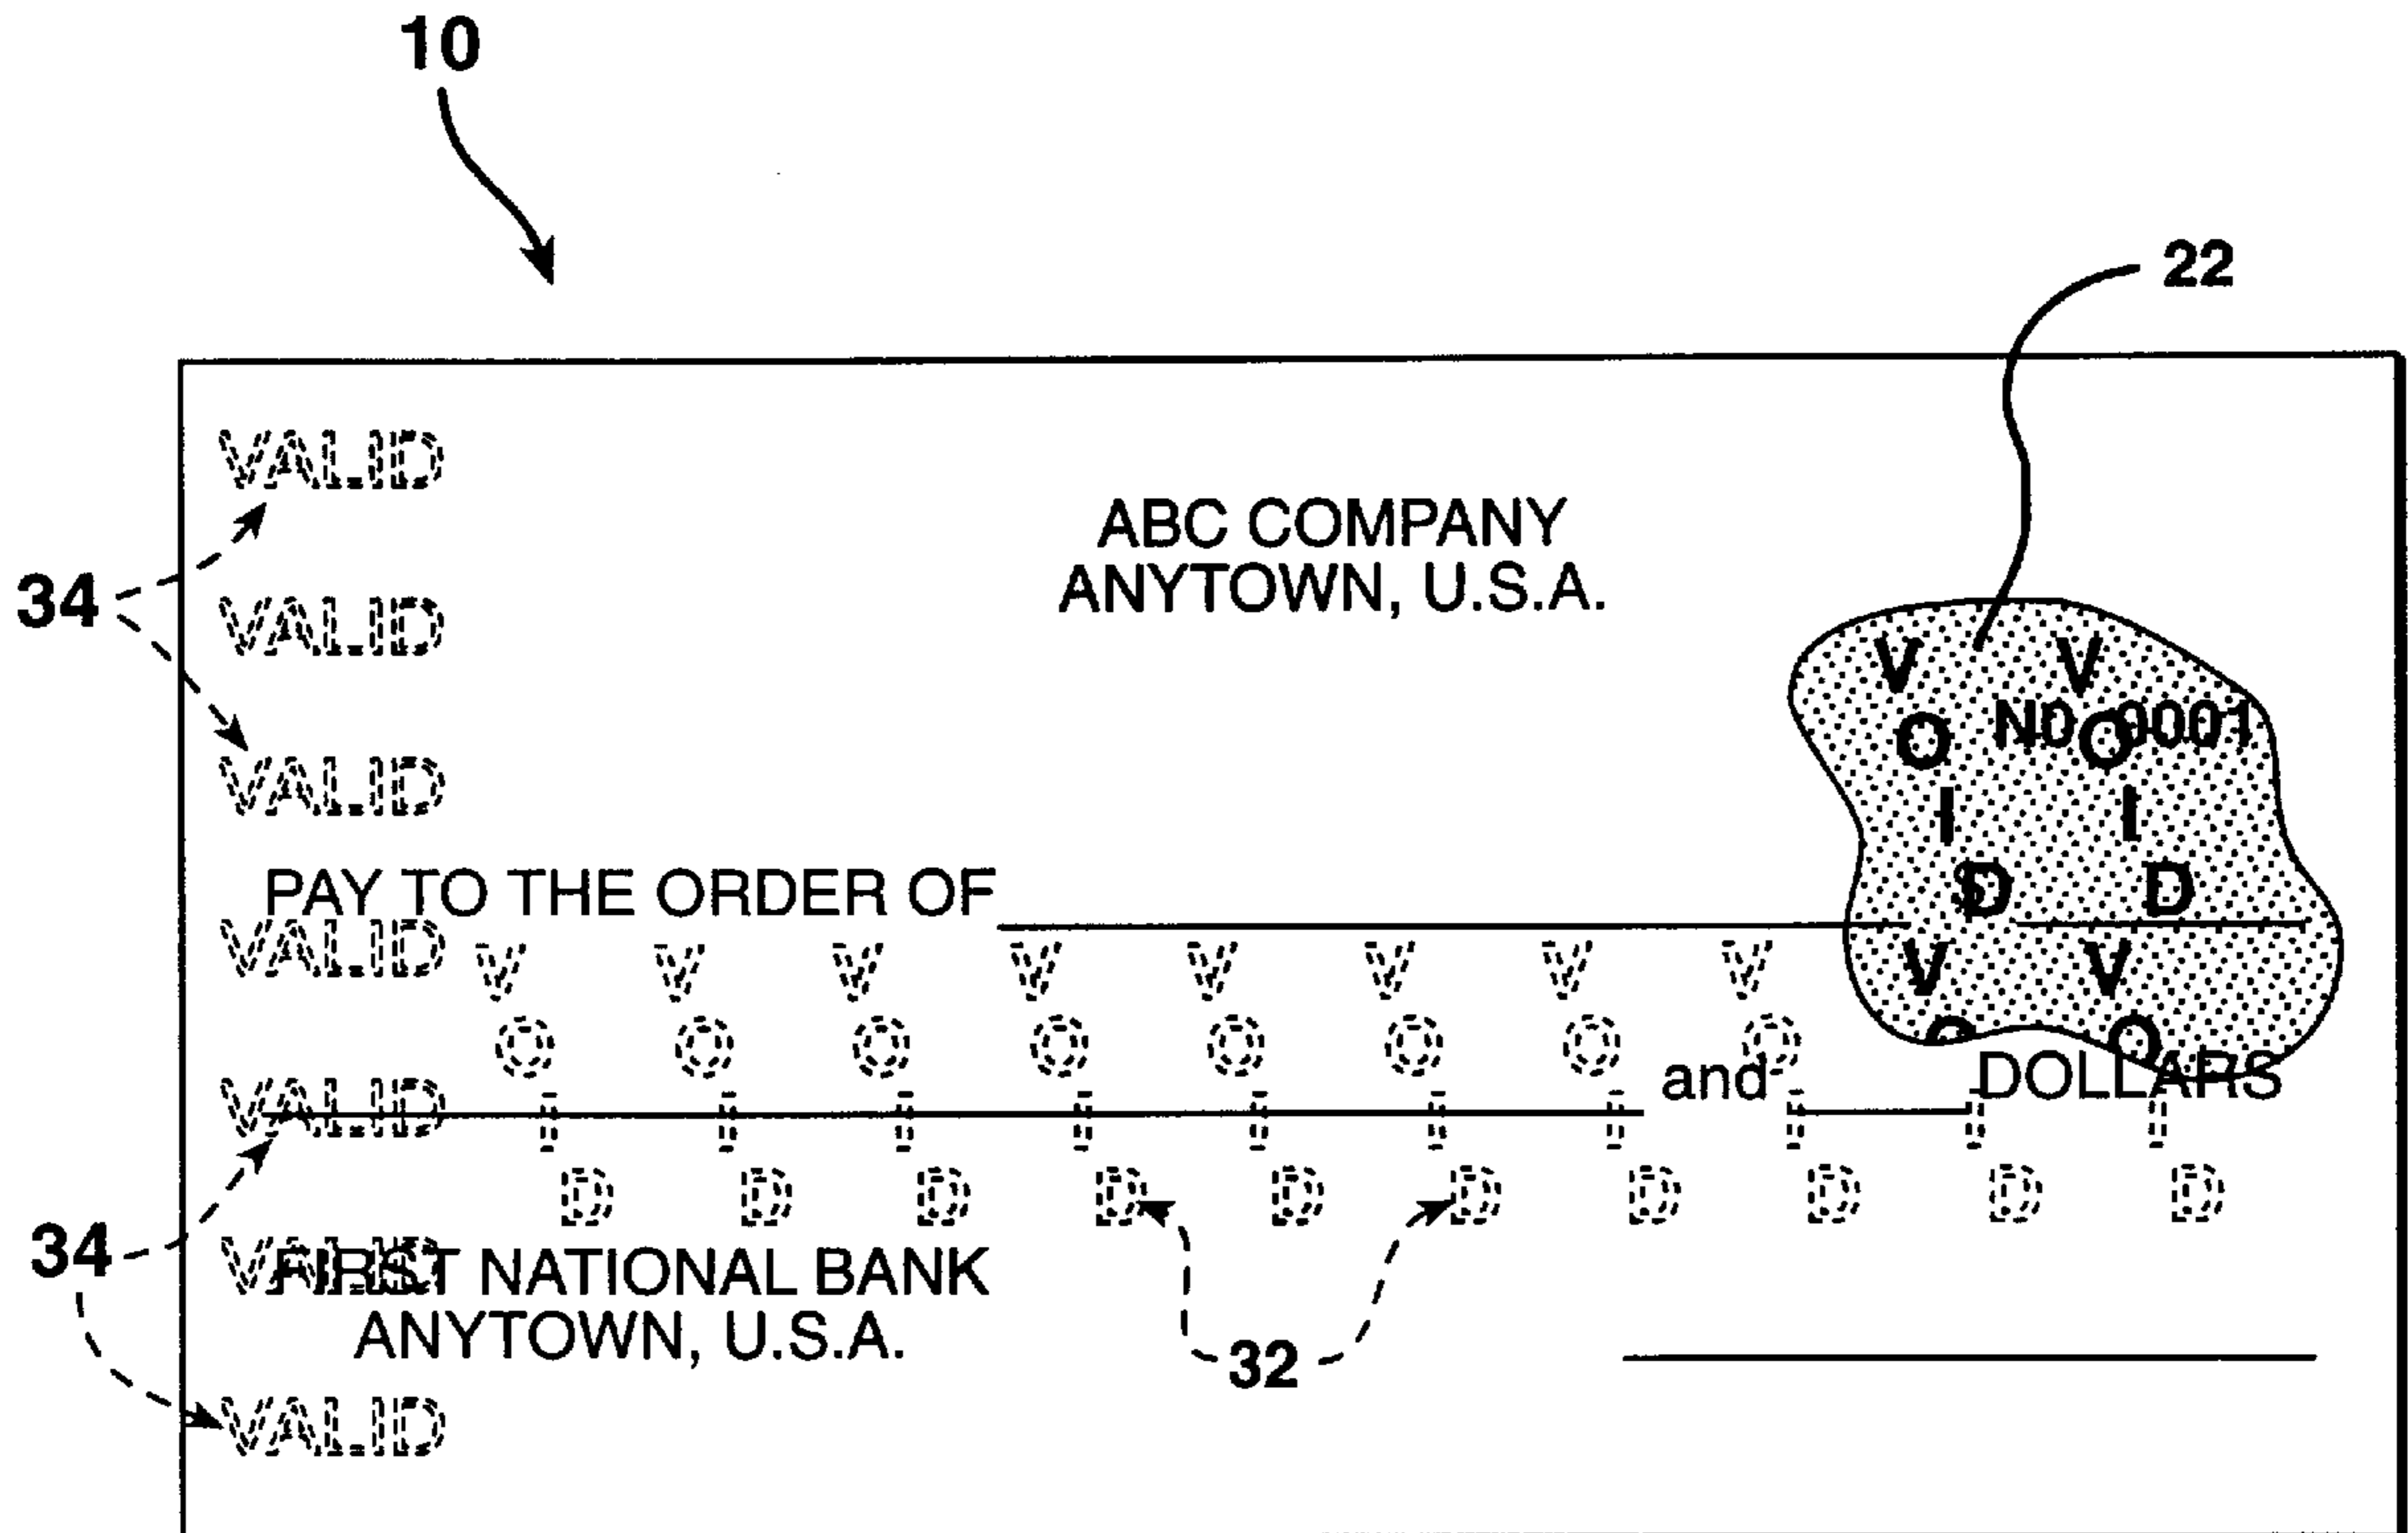 10
22
VALID
ABC COMPANY
34
VALID
ANYTOWN, U.S.A.
V V
O NO. 0001 O
VALID
I I
PAY TO THE ORDER OF $
D D
VALID
V V V V V V V V V V
O O O O O O O O O O
and DOLLARS
VALID
I I I I I I I I I I
D D D D D D D D D D
34
VALID
FIRST NATIONAL BANK
ANYTOWN, U.S.A.
32
VALID